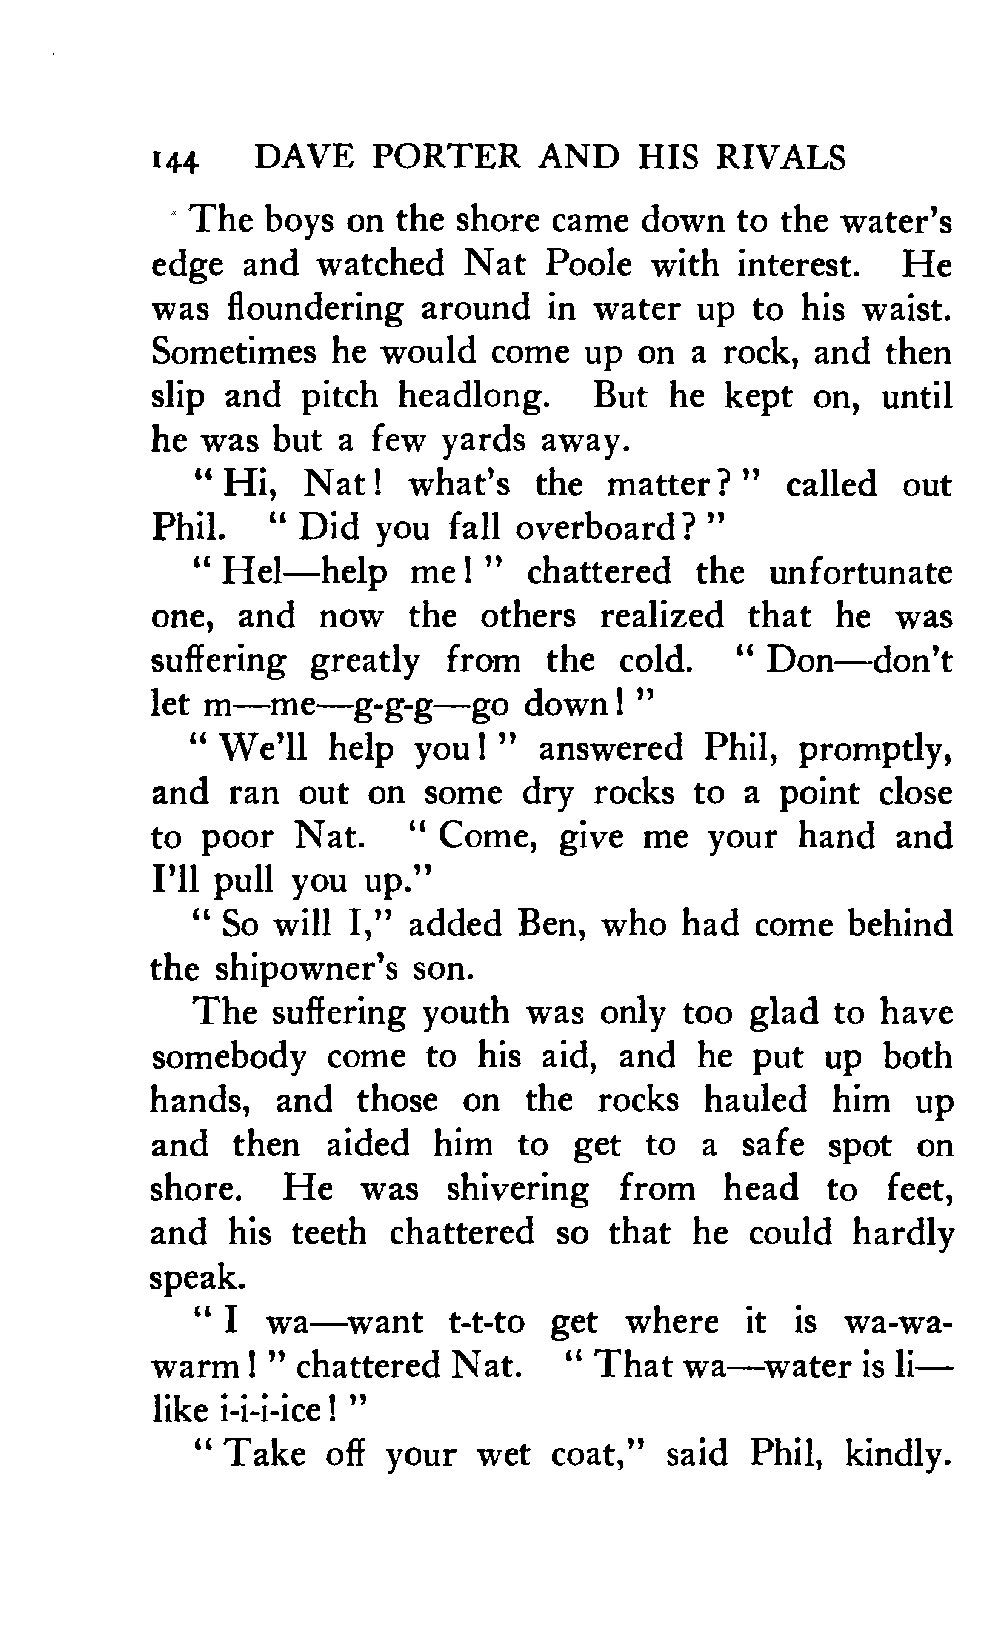 144 DAVE PORTER AND HIS RIVALS
The boys on the shore came down to the water's
edge and watched Nat Poole with interest. He
was floundering around in water up to his waist.
Sometimes he would come up on a rock, and then
slip and pitch headlong. But he kept on, until
he was but a few yards away.
" Hi, Nat! what's the matter? " called out
Phil. " Did you fall overboard? "
" Hel—help me! " chattered the unfortunate
one, and now the others realized that he was
suffering greatly from the cold. " Don—don't
let m—me—g-g-g—go down! "
" We'll help you! " answered Phil, promptly,
and ran out on some dry rocks to a point close
to poor Nat. " Come, give me your hand and
I'll pull you up."
" So will I," added Ben, who had come behind
the shipowner's son.
The suffering youth was only too glad to have
somebody come to his aid, and he put up both
hands, and those on the rocks hauled him up
and then aided him to get to a safe spot on
shore. He was shivering from head to feet,
and his teeth chattered so that he could hardly
speak.
" I wa—want t-t-to get where it is wa-wa-
warm! " chattered Nat. " That wa—water is li—
like i-i-i-ice! "
" Take off your wet coat," said Phil, kindly.